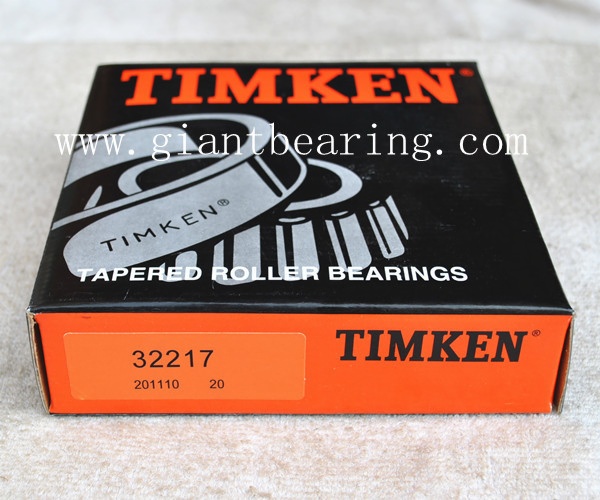 TIMKEN®
www.giantbearing.com
TIMKEN®
TAPERED ROLLER BEARINGS
32217
201110 20
TIMKEN®